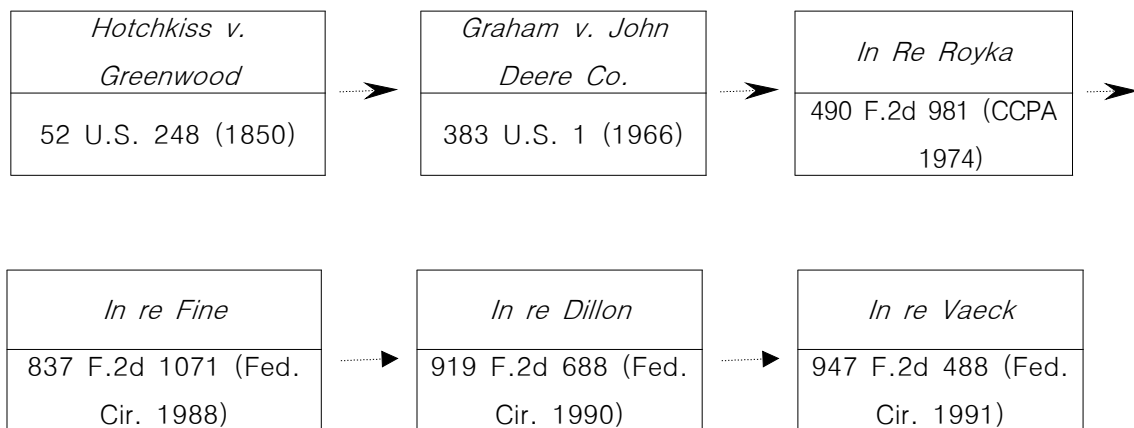 Hotchkiss v.
Greenwood
52 U.S. 248 (1850)
Graham v. John
Deere Co.
383 U.S. 1 (1966)
In Re Royka
490 F.2d 981 (CCPA
1974)
In re Fine
837 F.2d 1071 (Fed.
Cir. 1988)
In re Dillon
919 F.2d 688 (Fed.
Cir. 1990)
In re Vaeck
947 F.2d 488 (Fed.
Cir. 1991)